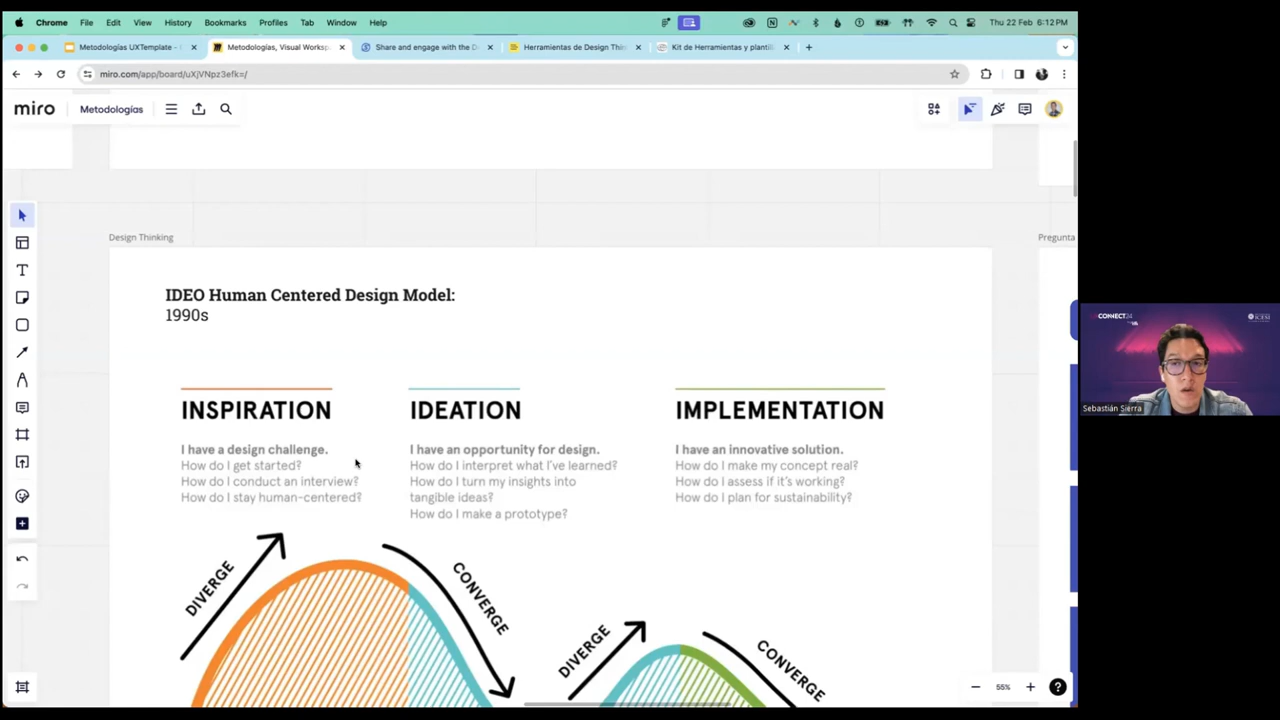 Chrome File Edit View History Bookmarks Profiles Tab Window Help
Thu 22 Feb 6:12 PM
Metodologías UXTemplate -
Metodologías, Visual Worksp
Share and engage with the D
Herramientas de Design Thin
Kit de Herramientas y plantil
miro.com/app/board/uXjVNpz3efk=/
miro
Metodologías
Design Thinking
Pregunta
IDEO Human Centered Design Model:
1990s
INSPIRATION
I have a design challenge.
How do I get started?
How do I conduct an interview?
How do I stay human-centered?
IDEATION
I have an opportunity for design.
How do I interpret what I've learned?
How do I turn my insights into
tangible ideas?
How do I make a prototype?
IMPLEMENTATION
I have an innovative solution.
How do I make my concept real?
How do I assess if it's working?
How do I plan for sustainability?
DIVERGE
CONVERGE
DIVERGE
CONVERGE
55%
CONNECT24
Sebastián Sierra